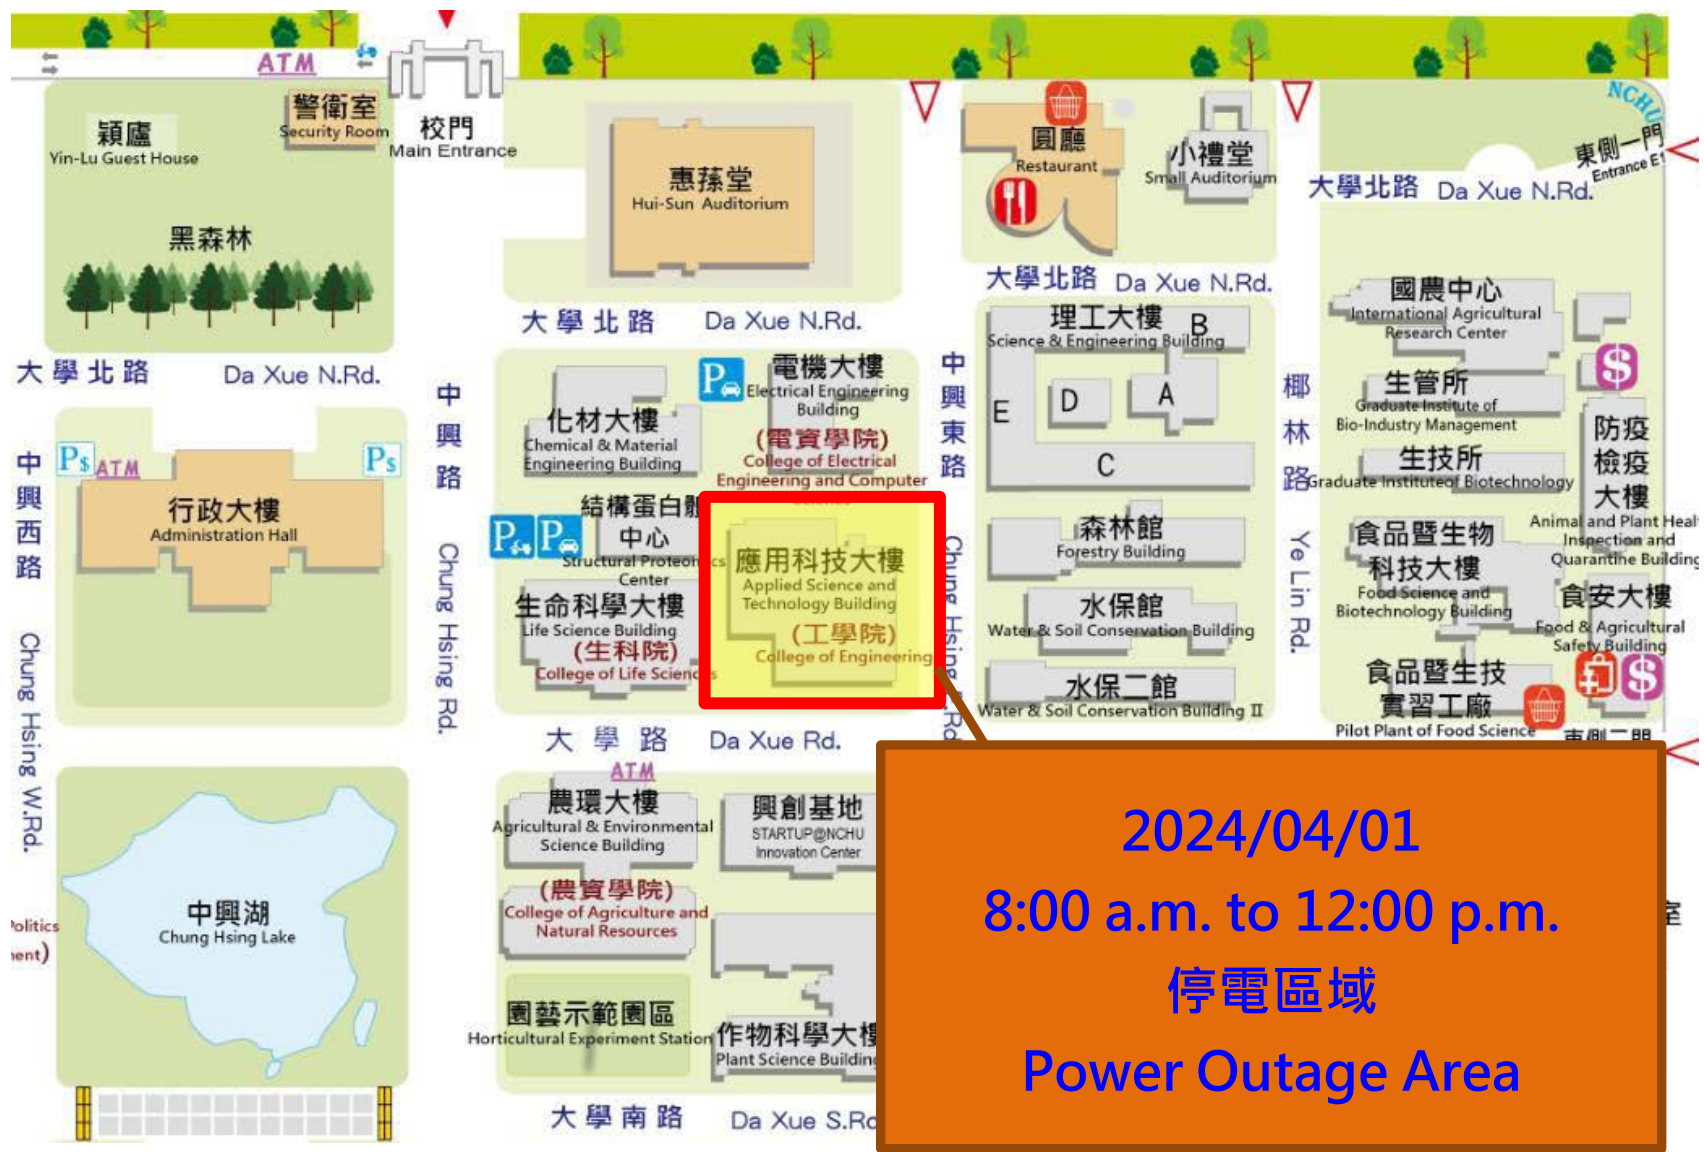 ATM
警衛室
Security Room
校門
Main Entrance
穎廬
Yin-Lu Guest House
黑森林
惠蓀堂
Hui-Sun Auditorium
圓廳
Restaurant
小禮堂
Small Auditorium
NCHU
東側一門
Entrance E1
大學北路 Da Xue N.Rd.
大學北路 Da Xue N.Rd.
大學北路 Da Xue N.Rd.
大學北路 Da Xue N.Rd.
中興西路 Chung Hsing W.Rd.
P$
ATM
P$
行政大樓
Administration Hall
中興路 Chung Hsing Rd.
化材大樓
Chemical & Material
Engineering Building
P
電機大樓
Electrical Engineering
Building
(電資學院)
College of Electrical
Engineering and Computer
結構蛋白體
中心
Structural Proteomics
Center
P
P
生命科學大樓
Life Science Building
(生科院)
College of Life Sciences
應用科技大樓
Applied Science and
Technology Building
(工學院)
College of Engineering
中興東路 Chung Hsing E.Rd.
理工大樓
Science & Engineering Building
A
B
C
D
E
森林館
Forestry Building
水保館
Water & Soil Conservation Building
水保二館
Water & Soil Conservation Building II
椰林路 Ye Lin Rd.
國農中心
International Agricultural
Research Center
生管所
Graduate Institute of
Bio-Industry Management
生技所
Graduate Instituteof Biotechnology
$
防疫
檢疫
大樓
Animal and Plant Healt
Inspection and
Quarantine Building
食品暨生物
科技大樓
Food Science and
Biotechnology Building
食安大樓
Food & Agricultural
Safety Building
食品暨生技
實習工廠
Pilot Plant of Food Science
$
東側二門
大學路 Da Xue Rd.
ATM
農環大樓
Agricultural & Environmental
Science Building
(農資學院)
College of Agriculture and
Natural Resources
興創基地
STARTUP@NCHU
Innovation Center
中興湖
Chung Hsing Lake
Politics
ment)
園藝示範園區
Horticultural Experiment Station
作物科學大樓
Plant Science Building
大學南路 Da Xue S.Rd
室
2024/04/01
8:00 a.m. to 12:00 p.m.
停電區域
Power Outage Area